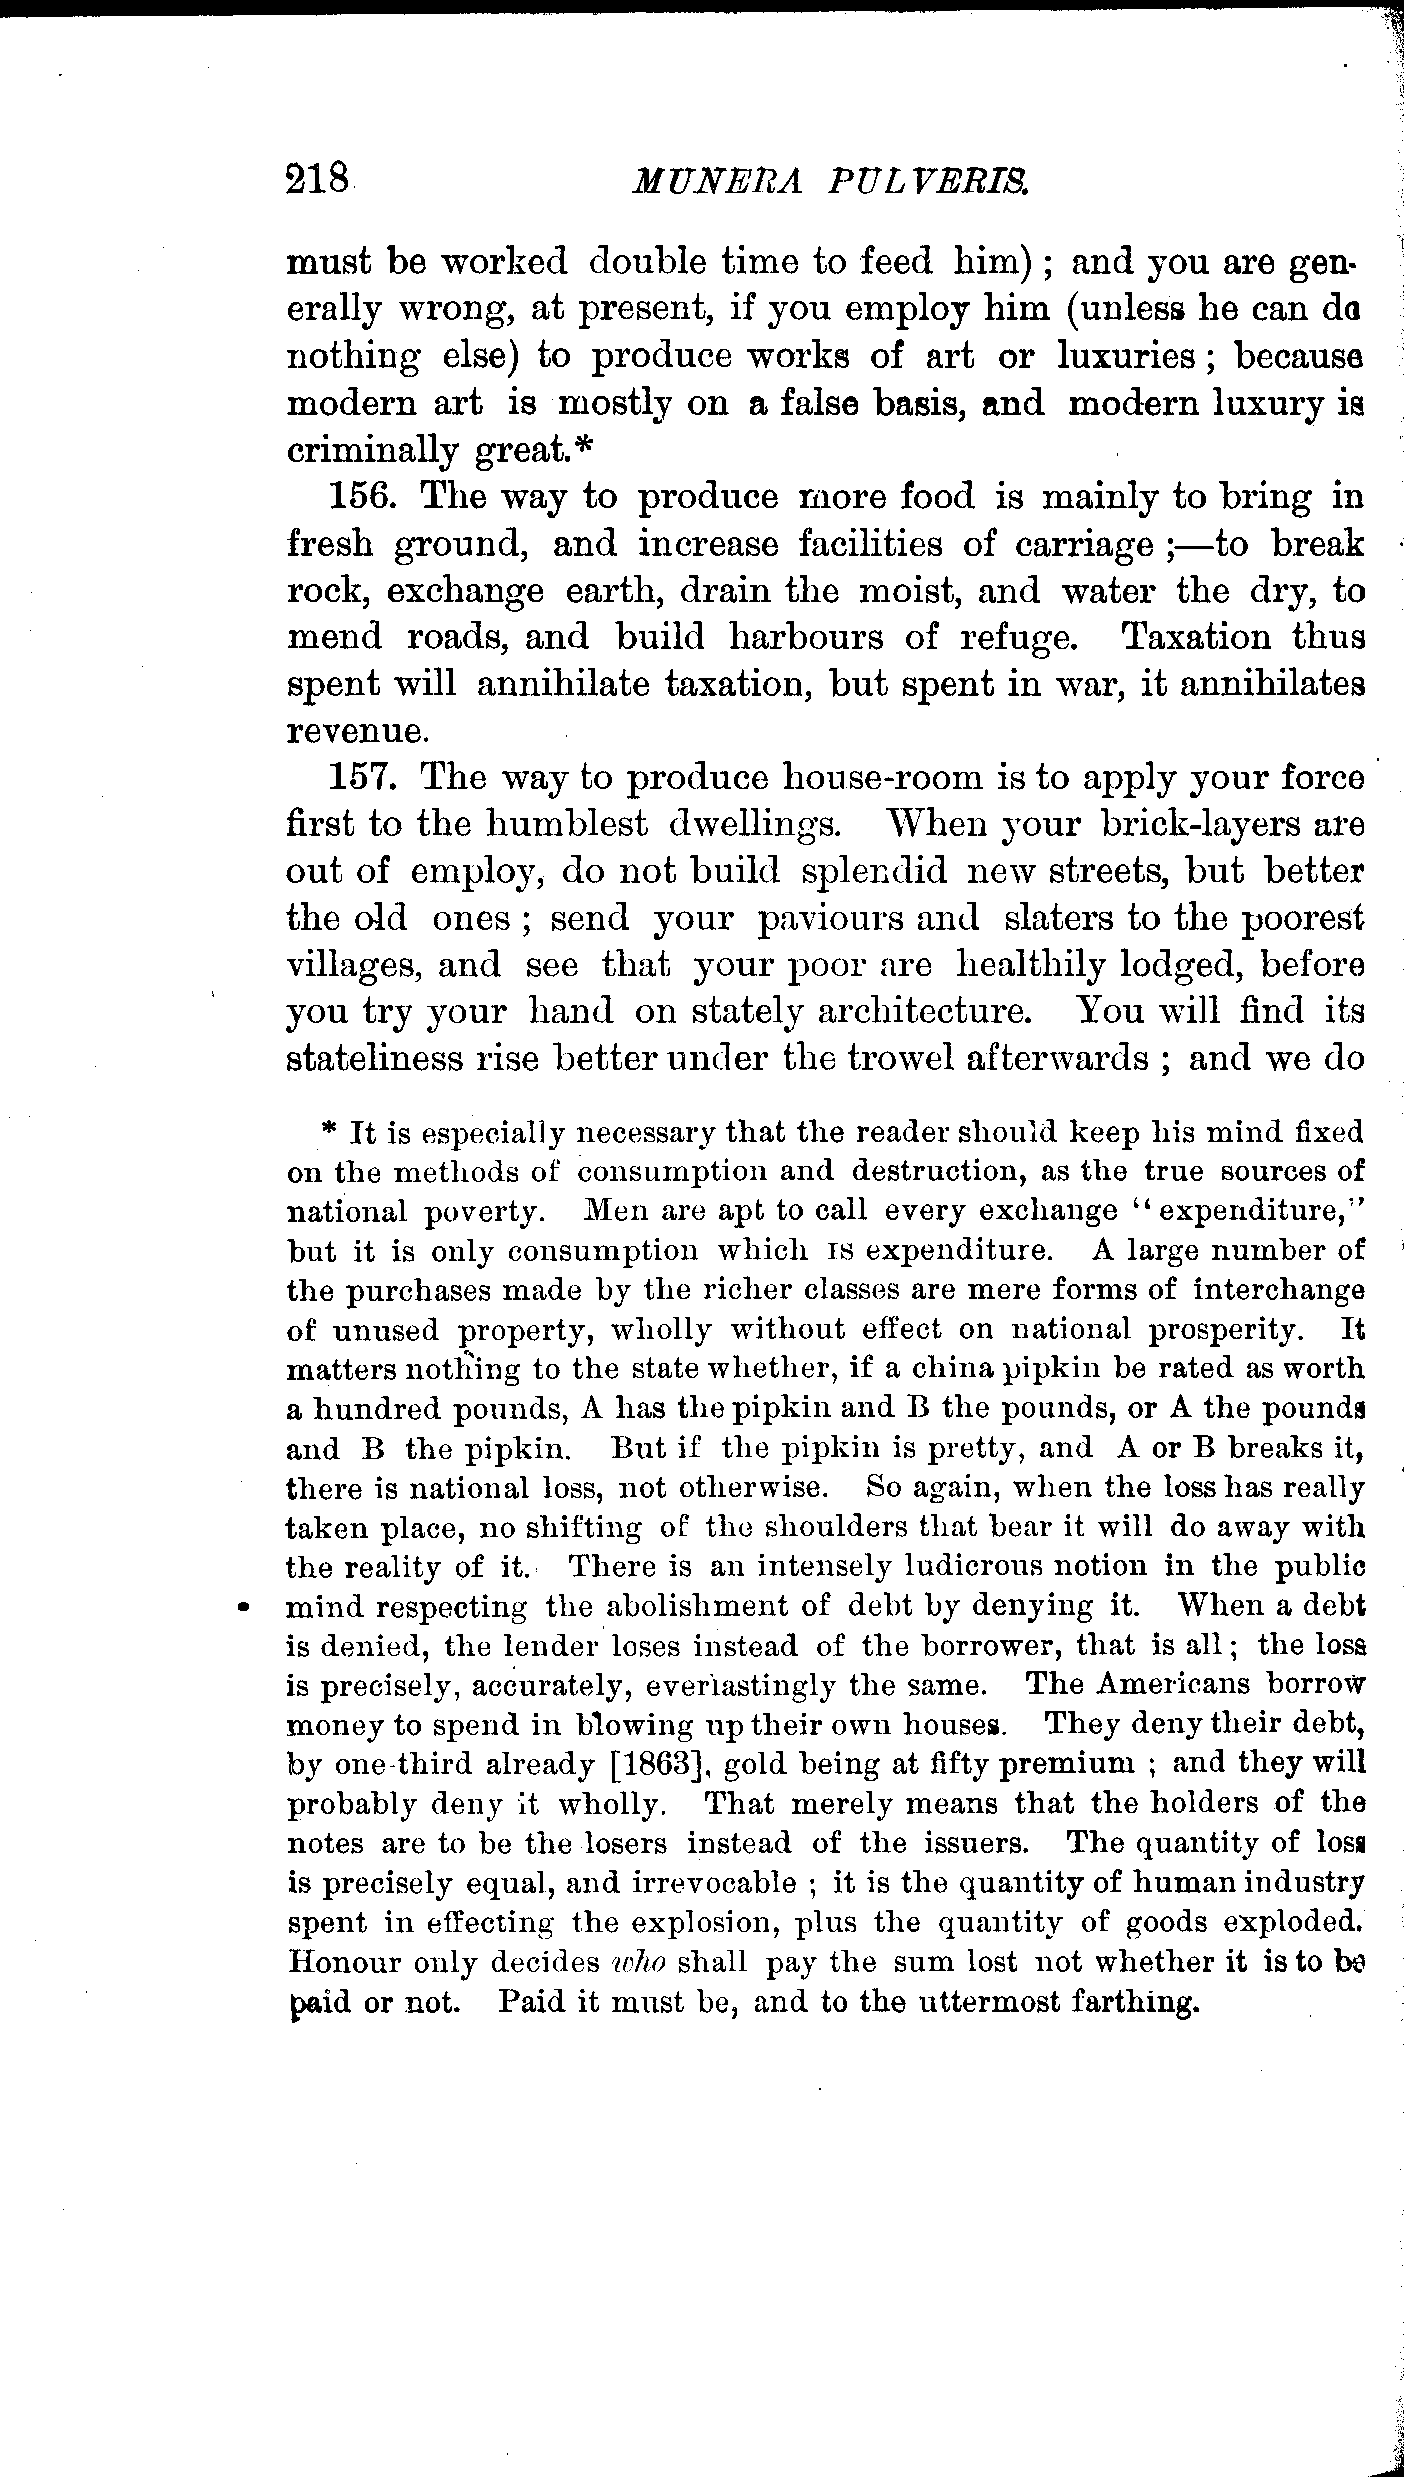 218 MUNERA PULVERIS.
must be worked double time to feed him) ; and you are gen-
erally wrong, at present, if you employ him (unless he can do
nothing else) to produce works of art or luxuries ; because
modern art is mostly on a false basis, and modern luxury is
criminally great.*
156. The way to produce more food is mainly to bring in
fresh ground, and increase facilities of carriage ;—to break
rock, exchange earth, drain the moist, and water the dry, to
mend roads, and build harbours of refuge. Taxation thus
spent will annihilate taxation, but spent in war, it annihilates
revenue.
157. The way to produce house-room is to apply your force
first to the humblest dwellings. When your brick-layers are
out of employ, do not build splendid new streets, but better
the old ones ; send your paviours and slaters to the poorest
villages, and see that your poor are healthily lodged, before
you try your hand on stately architecture. You will find its
stateliness rise better under the trowel afterwards ; and we do
* It is especially necessary that the reader should keep his mind fixed
on the methods of consumption and destruction, as the true sources of
national poverty. Men are apt to call every exchange "expenditure,"
but it is only consumption which IS expenditure. A large number of
the purchases made by the richer classes are mere forms of interchange
of unused property, wholly without effect on national prosperity. It
matters nothing to the state whether, if a china pipkin be rated as worth
a hundred pounds, A has the pipkin and B the pounds, or A the pounds
and B the pipkin. But if the pipkin is pretty, and A or B breaks it,
there is national loss, not otherwise. So again, when the loss has really
taken place, no shifting of the shoulders that bear it will do away with
the reality of it. There is an intensely ludicrous notion in the public
mind respecting the abolishment of debt by denying it. When a debt
is denied, the lender loses instead of the borrower, that is all ; the loss
is precisely, accurately, everlastingly the same. The Americans borrow
money to spend in blowing up their own houses. They deny their debt,
by one-third already [1863], gold being at fifty premium ; and they will
probably deny it wholly. That merely means that the holders of the
notes are to be the losers instead of the issuers. The quantity of loss
is precisely equal, and irrevocable ; it is the quantity of human industry
spent in effecting the explosion, plus the quantity of goods exploded.
Honour only decides who shall pay the sum lost not whether it is to be
paid or not. Paid it must be, and to the uttermost farthing.